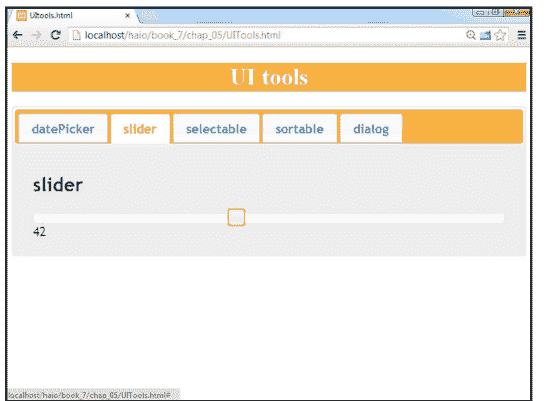 UItools.html
localhost/haio/book_7/chap_05/UITools.html
UI tools
datePicker slider selectable sortable dialog
slider
42
localhost/haio/book_7/chap_05/UITools.html#